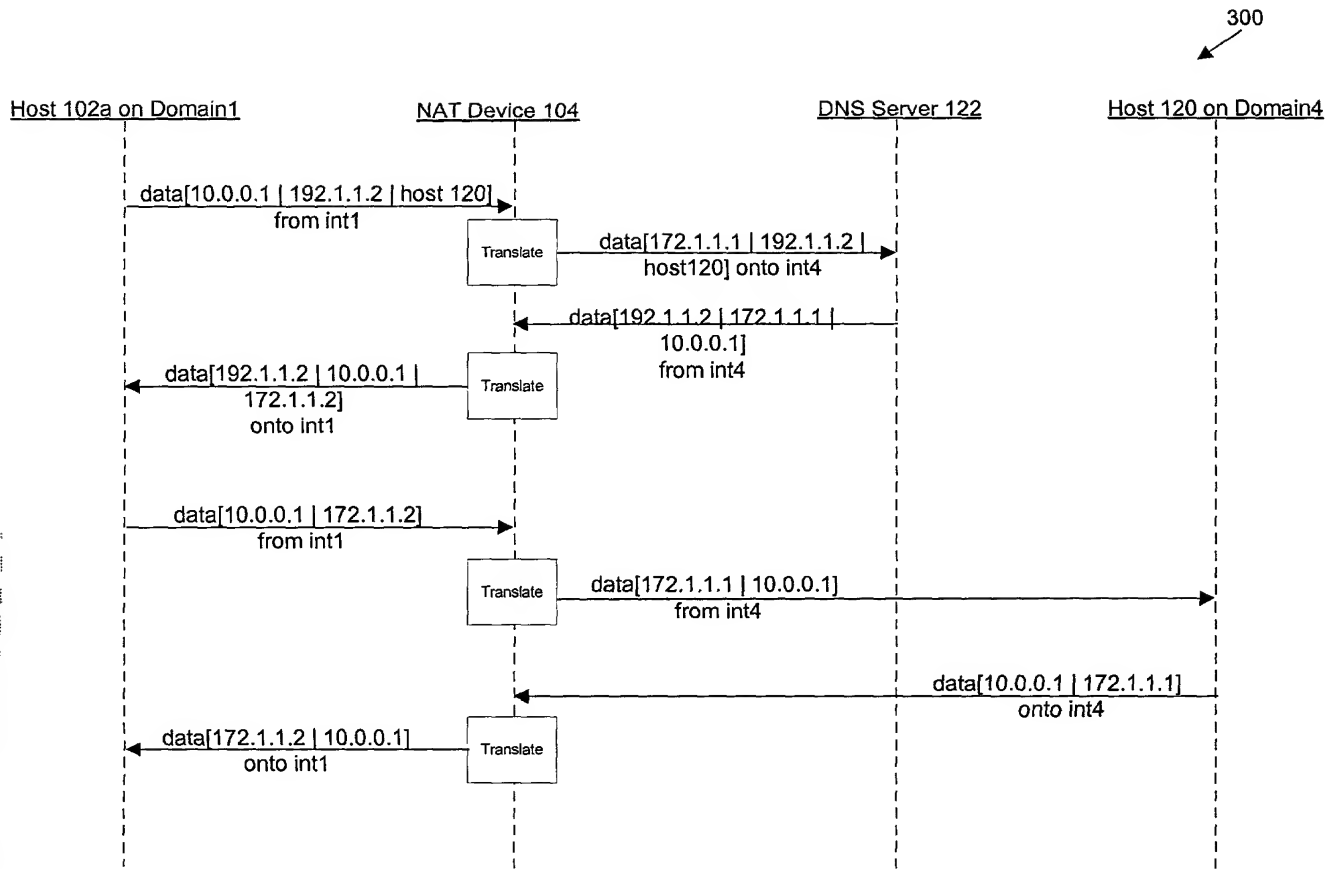 300
Host 102a on Domain1
NAT Device 104
DNS Server 122
Host 120 on Domain4
data[10.0.0.1 | 192.1.1.2 | host 120]
from int1
Translate
data[172.1.1.1 | 192.1.1.2 |
host120] onto int4
data[192.1.1.2 | 172.1.1.1 |
10.0.0.1]
from int4
Translate
data[192.1.1.2 | 10.0.0.1 |
172.1.1.2]
onto int1
data[10.0.0.1 | 172.1.1.2]
from int1
Translate
data[172.1.1.1 | 10.0.0.1]
from int4
data[10.0.0.1 | 172.1.1.1]
onto int4
Translate
data[172.1.1.2 | 10.0.0.1]
onto int1